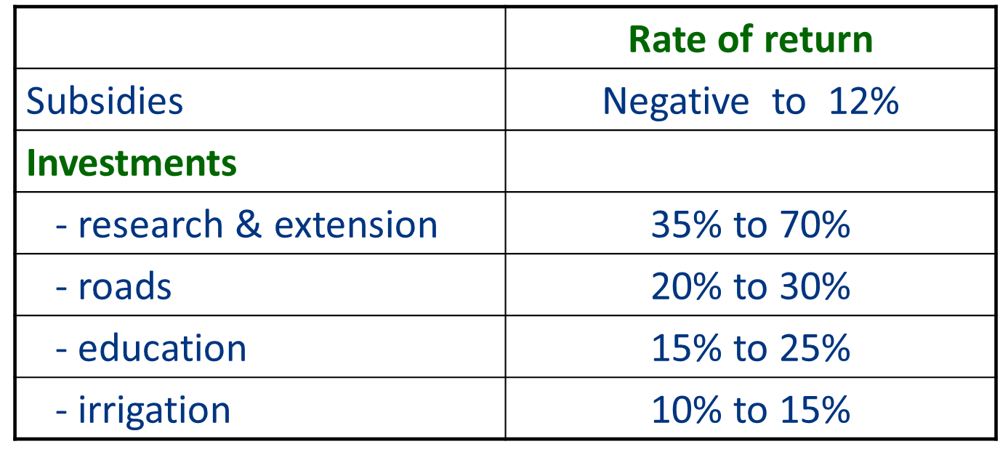 Rate of return
Subsidies Negative to 12%
Investments
- research & extension 35% to 70%
- roads 20% to 30%
- education 15% to 25%
- irrigation 10% to 15%